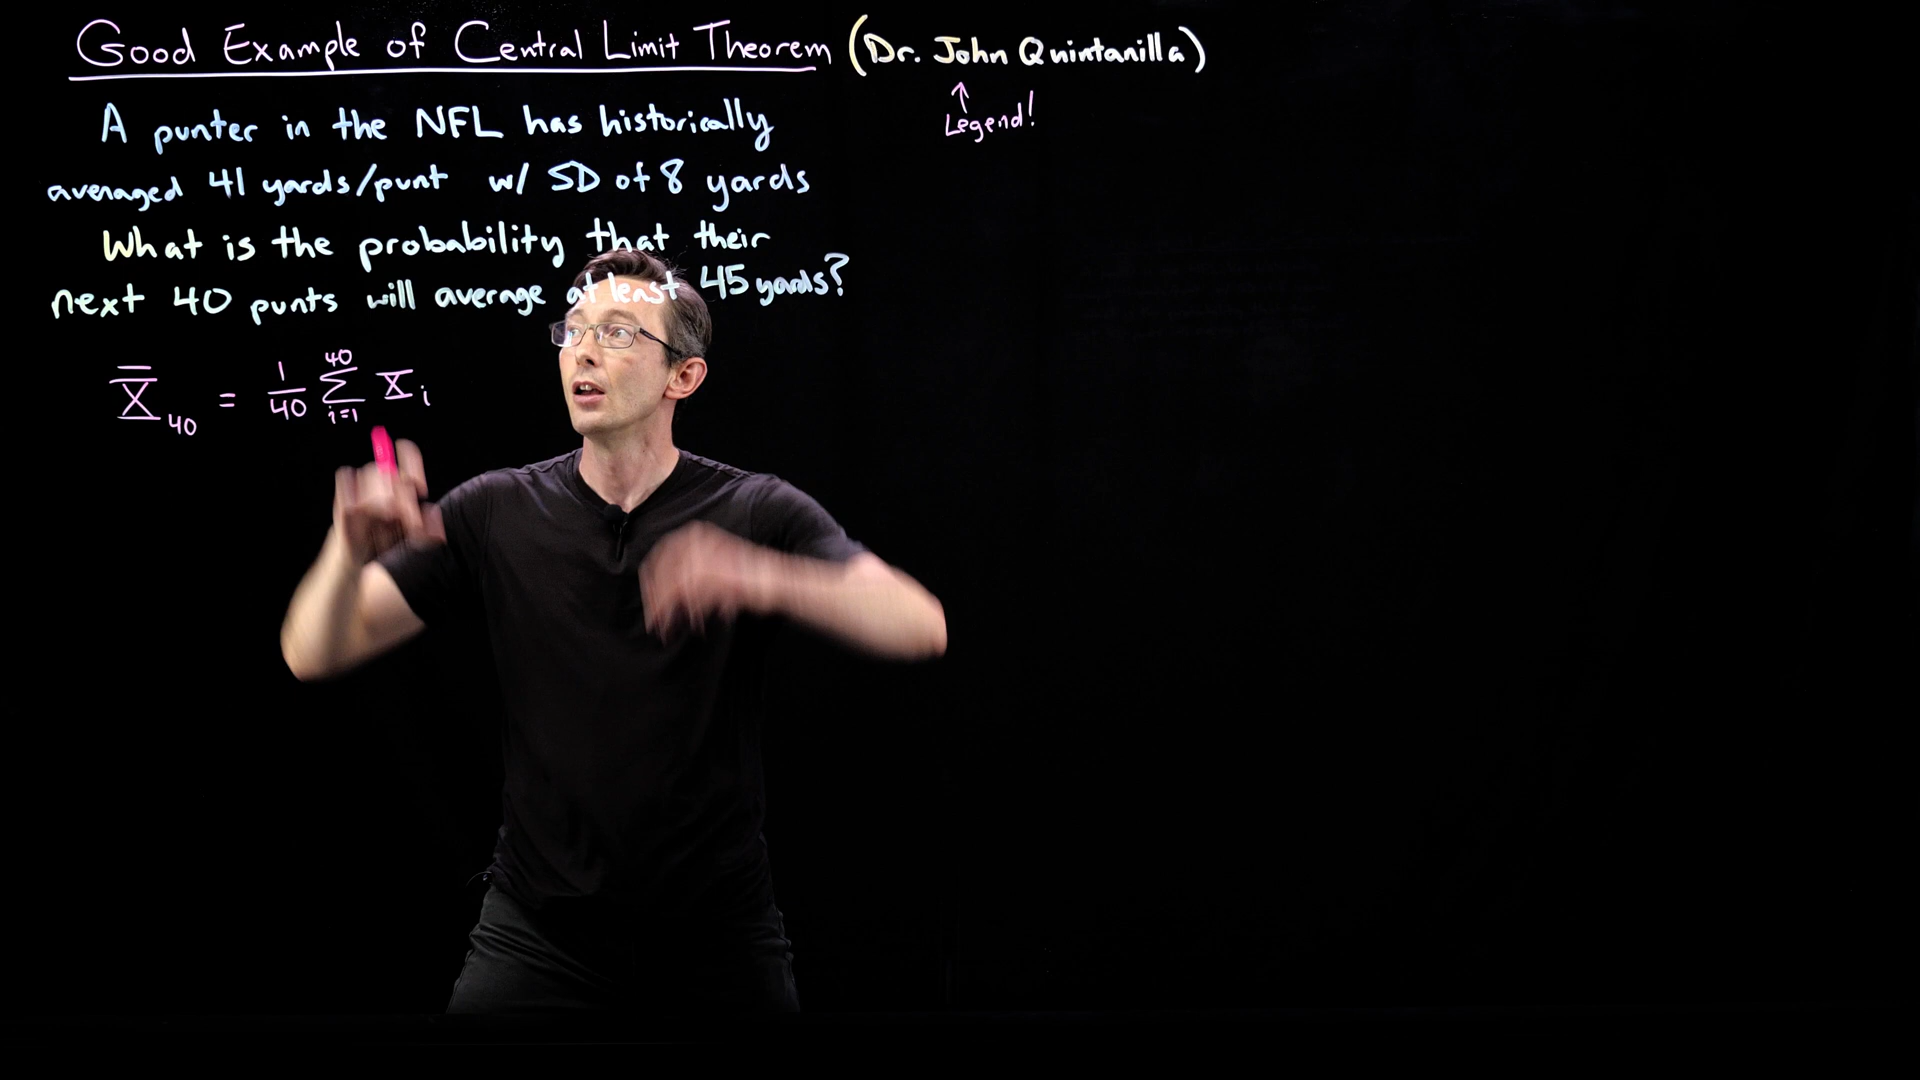 Good Example of Central Limit Theorem (Dr. John Quintanilla)
↑
Legend!
A punter in the NFL has historically
averaged 41 yards/punt w/ SD of 8 yards
What is the probability that their
next 40 punts will average at least 45 yards?
X̄₄₀ = 1/40 ∑_{i=1}^{40} Xᵢ